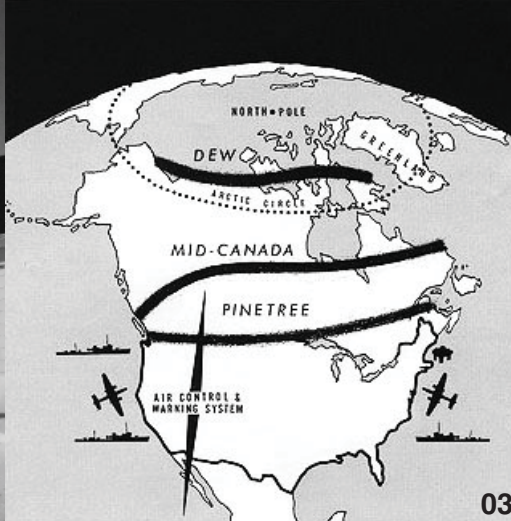 NORTH POLE
GREENLAND
DEW
ARCTIC CIRCLE
MID-CANADA
PINETREE
AIR CONTROL &
WARNING SYSTEM
03